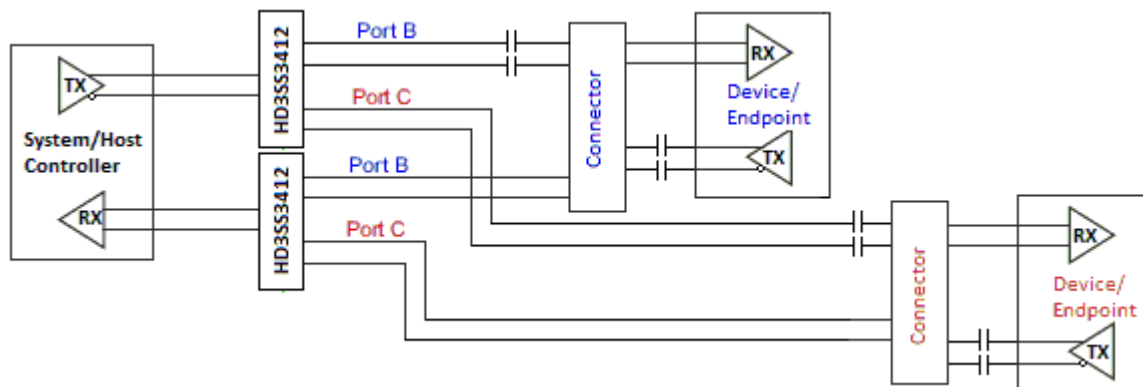 TX
System/Host
Controller
RX
HD3SS3412
HD3SS3412
Port B
Port C
Port B
Port C
Connector
RX
Device/
Endpoint
TX
Connector
RX
Device/
Endpoint
TX